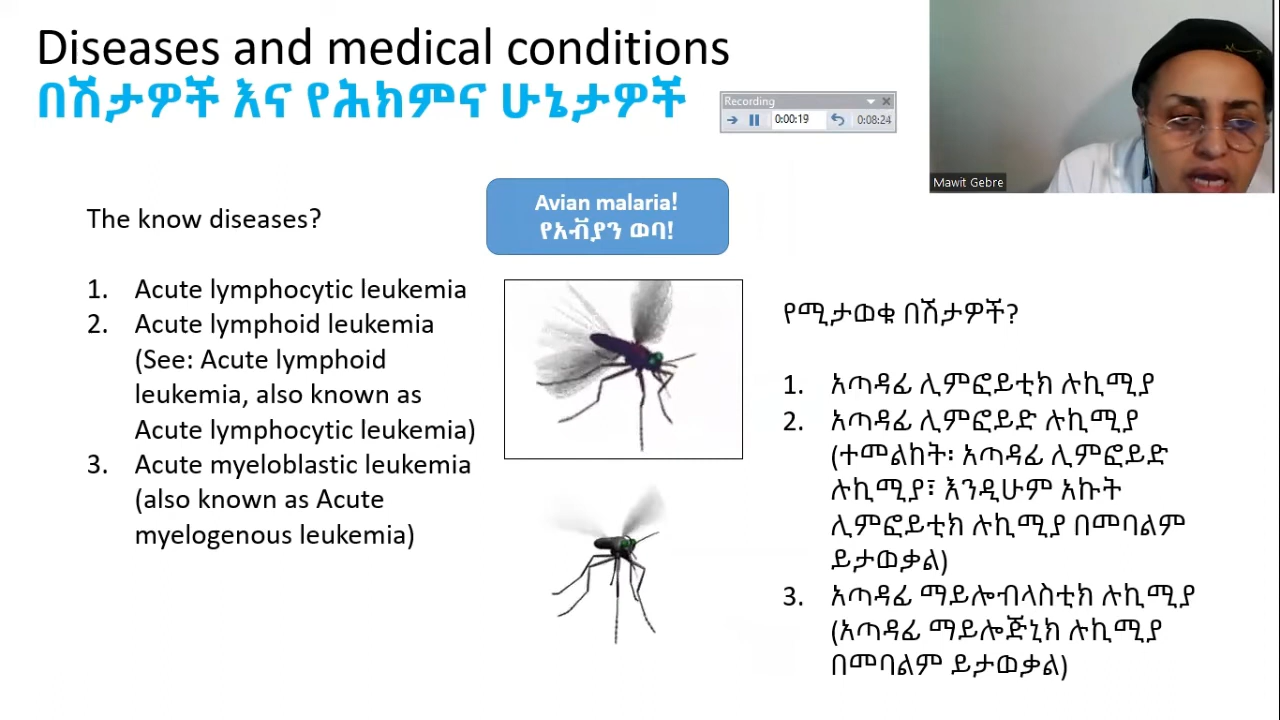 Diseases and medical conditions
በሽታዎች እና የሕክምና ሁኔታዎች
Recording
0:00:19
0:08:24
Mawit Gebre
The know diseases?
1. Acute lymphocytic leukemia
2. Acute lymphoid leukemia
(See: Acute lymphoid
leukemia, also known as
Acute lymphocytic leukemia)
3. Acute myeloblastic leukemia
(also known as Acute
myelogenous leukemia)
Avian malaria!
የአቭያን ወባ!
የሚታወቁ በሽታዎች?
1. አጣዳፊ ሊምፎይቲክ ሉኪሚያ
2. አጣዳፊ ሊምፎይድ ሉኪሚያ
(ተመልከት፡ አጣዳፊ ሊምፎይድ
ሉኪሚያ፣ እንዲሁም አኩት
ሊምፎይቲክ ሉኪሚያ በመባልም
ይታወቃል)
3. አጣዳፊ ማይሎብላስቲክ ሉኪሚያ
(አጣዳፊ ማይሎጅኒክ ሉኪሚያ
በመባልም ይታወቃል)